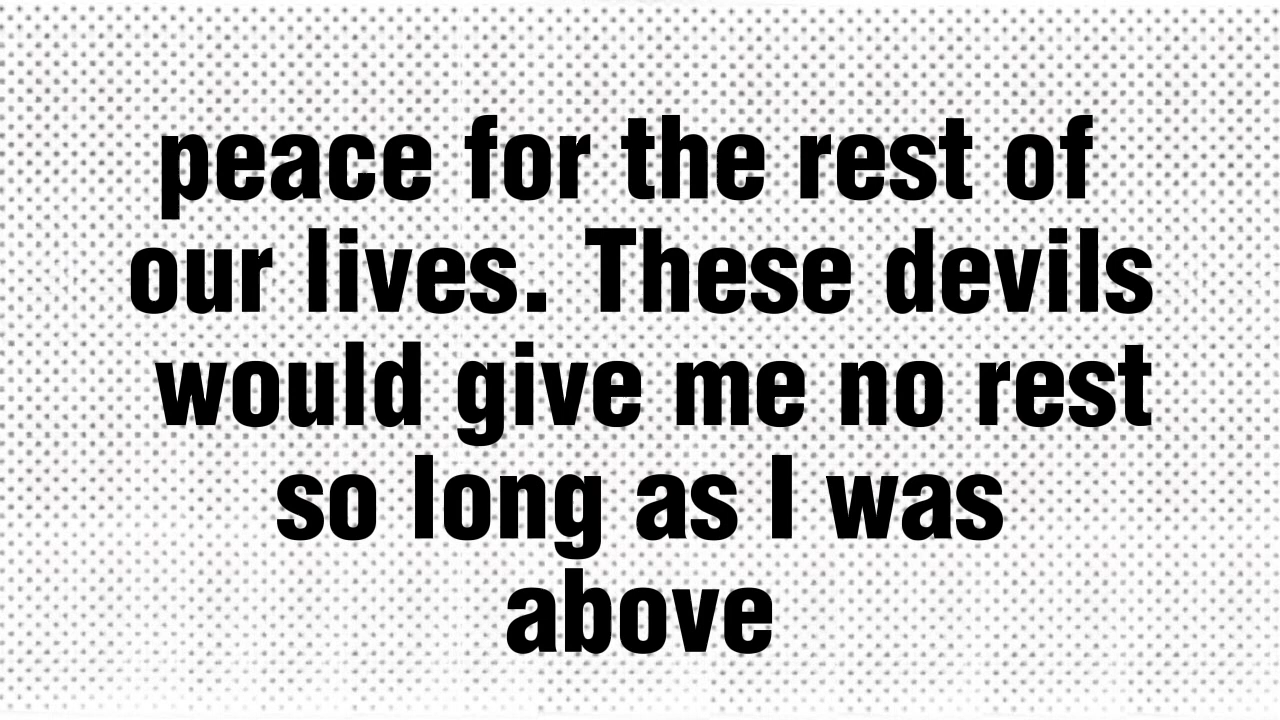 peace for the rest of
our lives. These devils
would give me no rest
so long as I was
above